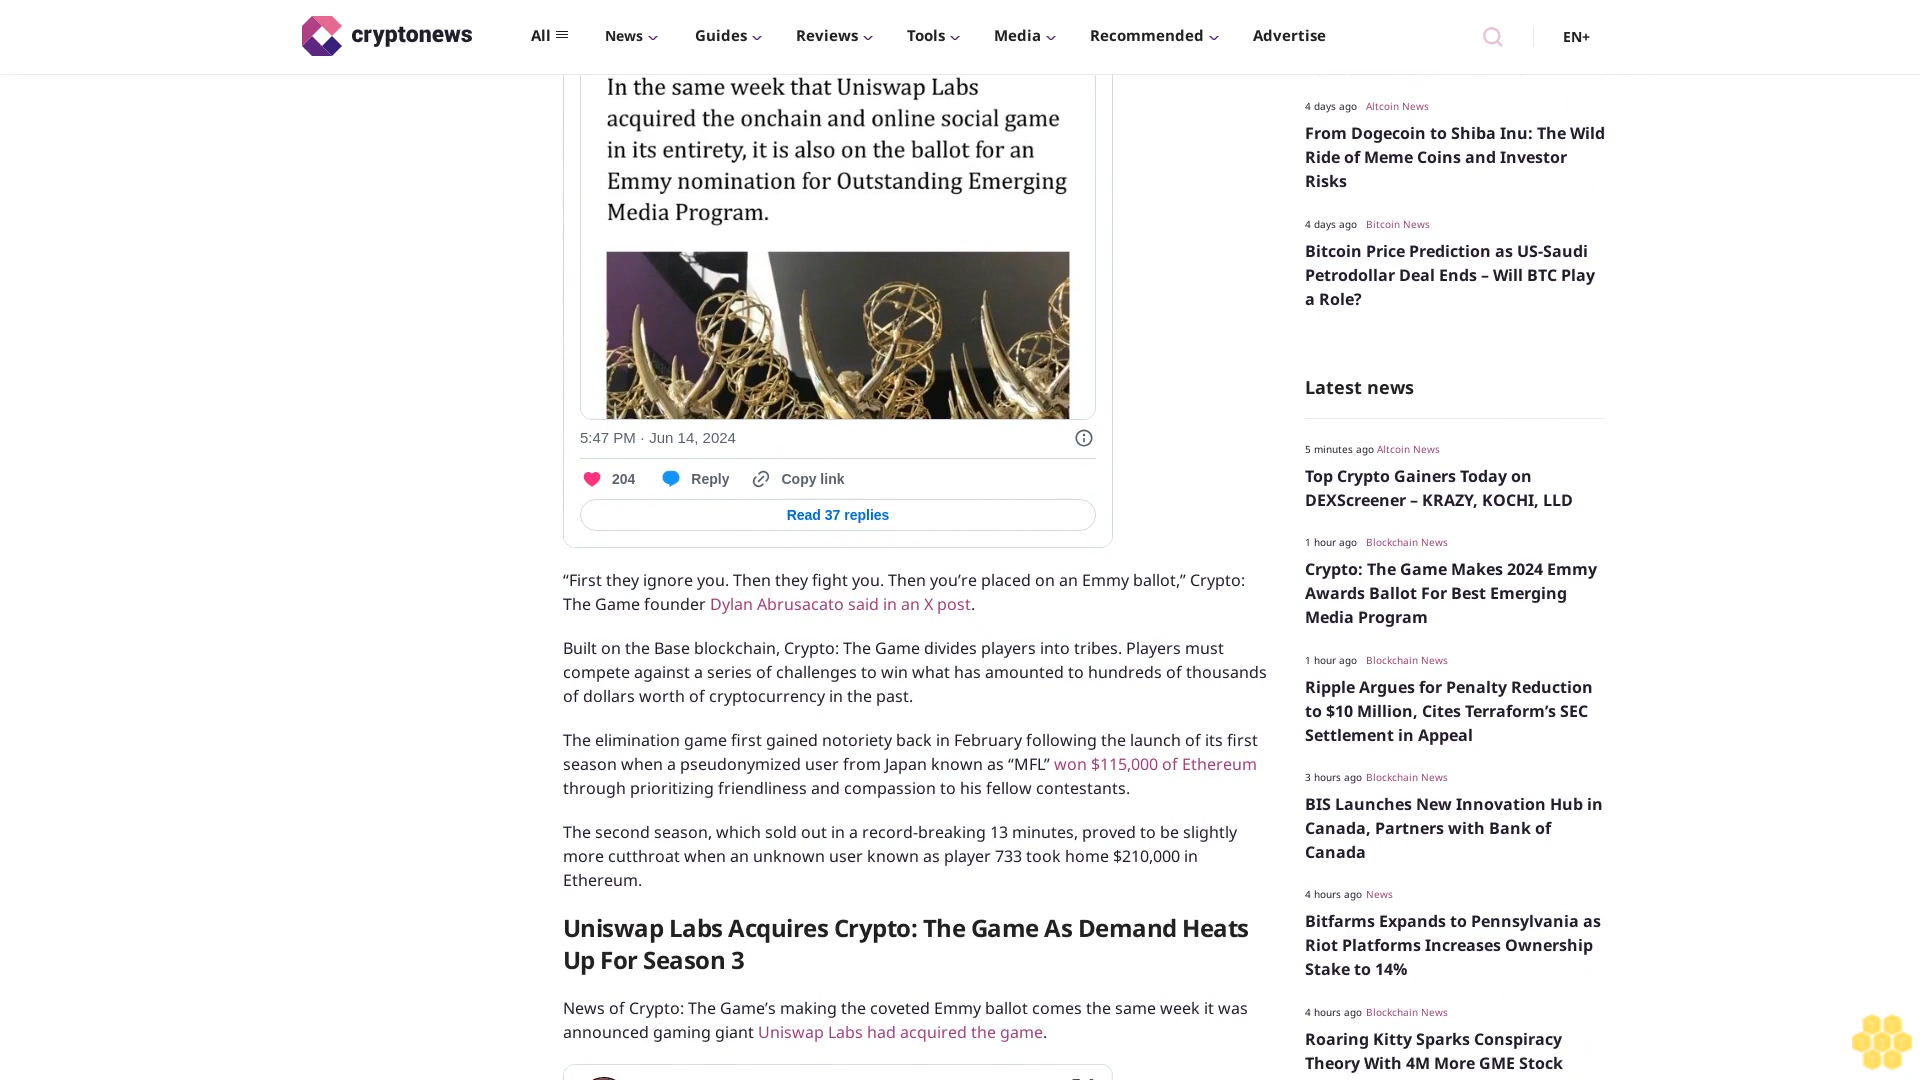 cryptonews
All
News
Guides
Reviews
Tools
Media
Recommended
Advertise
EN+
In the same week that Uniswap Labs
acquired the onchain and online social game
in its entirety, it is also on the ballot for an
Emmy nomination for Outstanding Emerging
Media Program.
5:47 PM · Jun 14, 2024
204
Reply
Copy link
Read 37 replies
“First they ignore you. Then they fight you. Then you’re placed on an Emmy ballot,” Crypto:
The Game founder Dylan Abrusacato said in an X post.
Built on the Base blockchain, Crypto: The Game divides players into tribes. Players must
compete against a series of challenges to win what has amounted to hundreds of thousands
of dollars worth of cryptocurrency in the past.
The elimination game first gained notoriety back in February following the launch of its first
season when a pseudonymized user from Japan known as “MFL” won $115,000 of Ethereum
through prioritizing friendliness and compassion to his fellow contestants.
The second season, which sold out in a record-breaking 13 minutes, proved to be slightly
more cutthroat when an unknown user known as player 733 took home $210,000 in
Ethereum.
Uniswap Labs Acquires Crypto: The Game As Demand Heats
Up For Season 3
News of Crypto: The Game’s making the coveted Emmy ballot comes the same week it was
announced gaming giant Uniswap Labs had acquired the game.
4 days ago Altcoin News
From Dogecoin to Shiba Inu: The Wild
Ride of Meme Coins and Investor
Risks
4 days ago Bitcoin News
Bitcoin Price Prediction as US-Saudi
Petrodollar Deal Ends – Will BTC Play
a Role?
Latest news
5 minutes ago Altcoin News
Top Crypto Gainers Today on
DEXScreener – KRAZY, KOCHI, LLD
1 hour ago Blockchain News
Crypto: The Game Makes 2024 Emmy
Awards Ballot For Best Emerging
Media Program
1 hour ago Blockchain News
Ripple Argues for Penalty Reduction
to $10 Million, Cites Terraform’s SEC
Settlement in Appeal
3 hours ago Blockchain News
BIS Launches New Innovation Hub in
Canada, Partners with Bank of
Canada
4 hours ago News
Bitfarms Expands to Pennsylvania as
Riot Platforms Increases Ownership
Stake to 14%
4 hours ago Blockchain News
Roaring Kitty Sparks Conspiracy
Theory With 4M More GME Stock